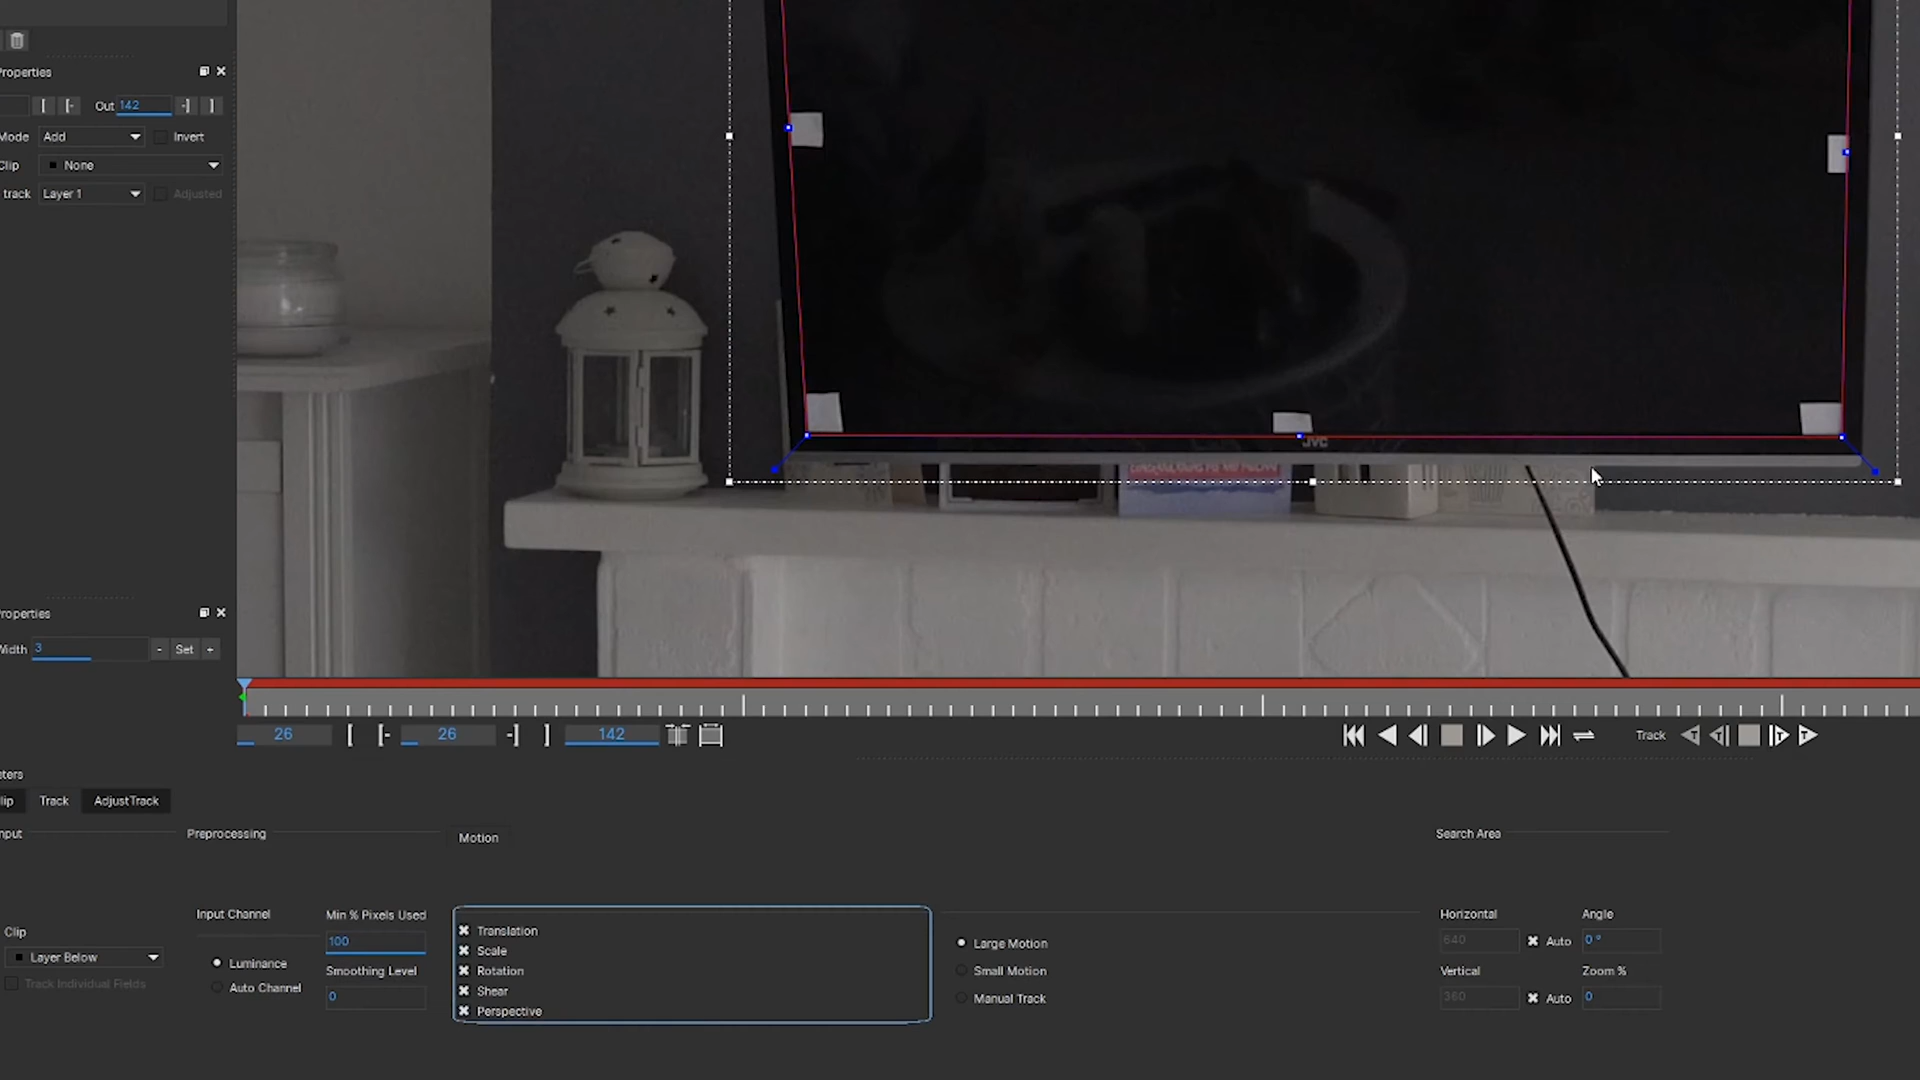 Properties
Out 142
Mode Add Invert
Clip None
track Layer 1 Adjusted
JVC
Properties
Width 3 - Set +
26 26 142 Track
Track AdjustTrack
Preprocessing Motion Search Area
Input Channel Min % Pixels Used Horizontal Angle
Clip Translation
100 640 Auto 0 °
Layer Below Luminance Scale Large Motion
Smoothing Level Rotation Small Motion Vertical Zoom %
Track Individual Fields Auto Channel 0 Shear Manual Track 360 Auto 0
Perspective